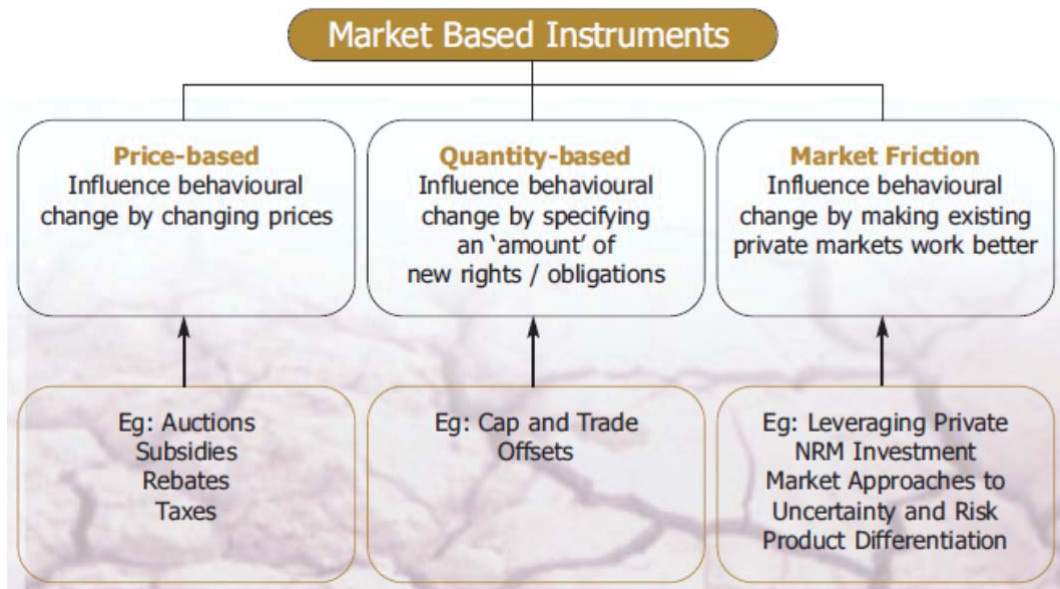 Market Based Instruments
Price-based
Influence behavioural
change by changing prices
Quantity-based
Influence behavioural
change by specifying
an ‘amount’ of
new rights / obligations
Market Friction
Influence behavioural
change by making existing
private markets work better
Eg: Auctions
Subsidies
Rebates
Taxes
Eg: Cap and Trade
Offsets
Eg: Leveraging Private
NRM Investment
Market Approaches to
Uncertainty and Risk
Product Differentiation